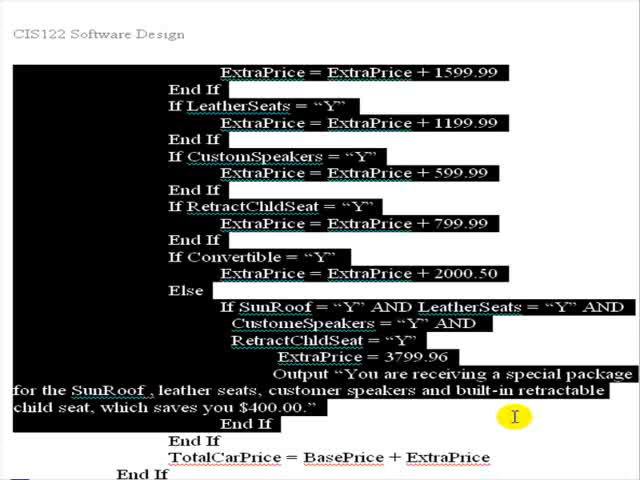 CIS122 Software Design
ExtraPrice = ExtraPrice + 1599.99
End If
If LeatherSeats = “Y”
ExtraPrice = ExtraPrice + 1199.99
End If
If CustomSpeakers = “Y”
ExtraPrice = ExtraPrice + 599.99
End If
If RetractChldSeat = “Y”
ExtraPrice = ExtraPrice + 799.99
End If
If Convertible = “Y”
ExtraPrice = ExtraPrice + 2000.50
Else
If SunRoof = “Y” AND LeatherSeats = “Y” AND
CustomeSpeakers = “Y” AND
RetractChldSeat = “Y”
ExtraPrice = 3799.96
Output “You are receiving a special package
for the SunRoof , leather seats, customer speakers and built-in retractable
child seat, which saves you $400.00.”
End If
End If
TotalCarPrice = BasePrice + ExtraPrice
End If